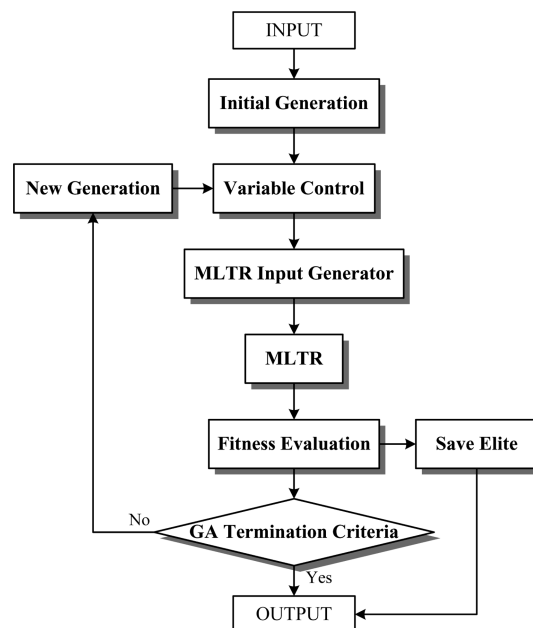 INPUT
Initial Generation
New Generation
Variable Control
MLTR Input Generator
MLTR
Fitness Evaluation
Save Elite
No
GA Termination Criteria
Yes
OUTPUT